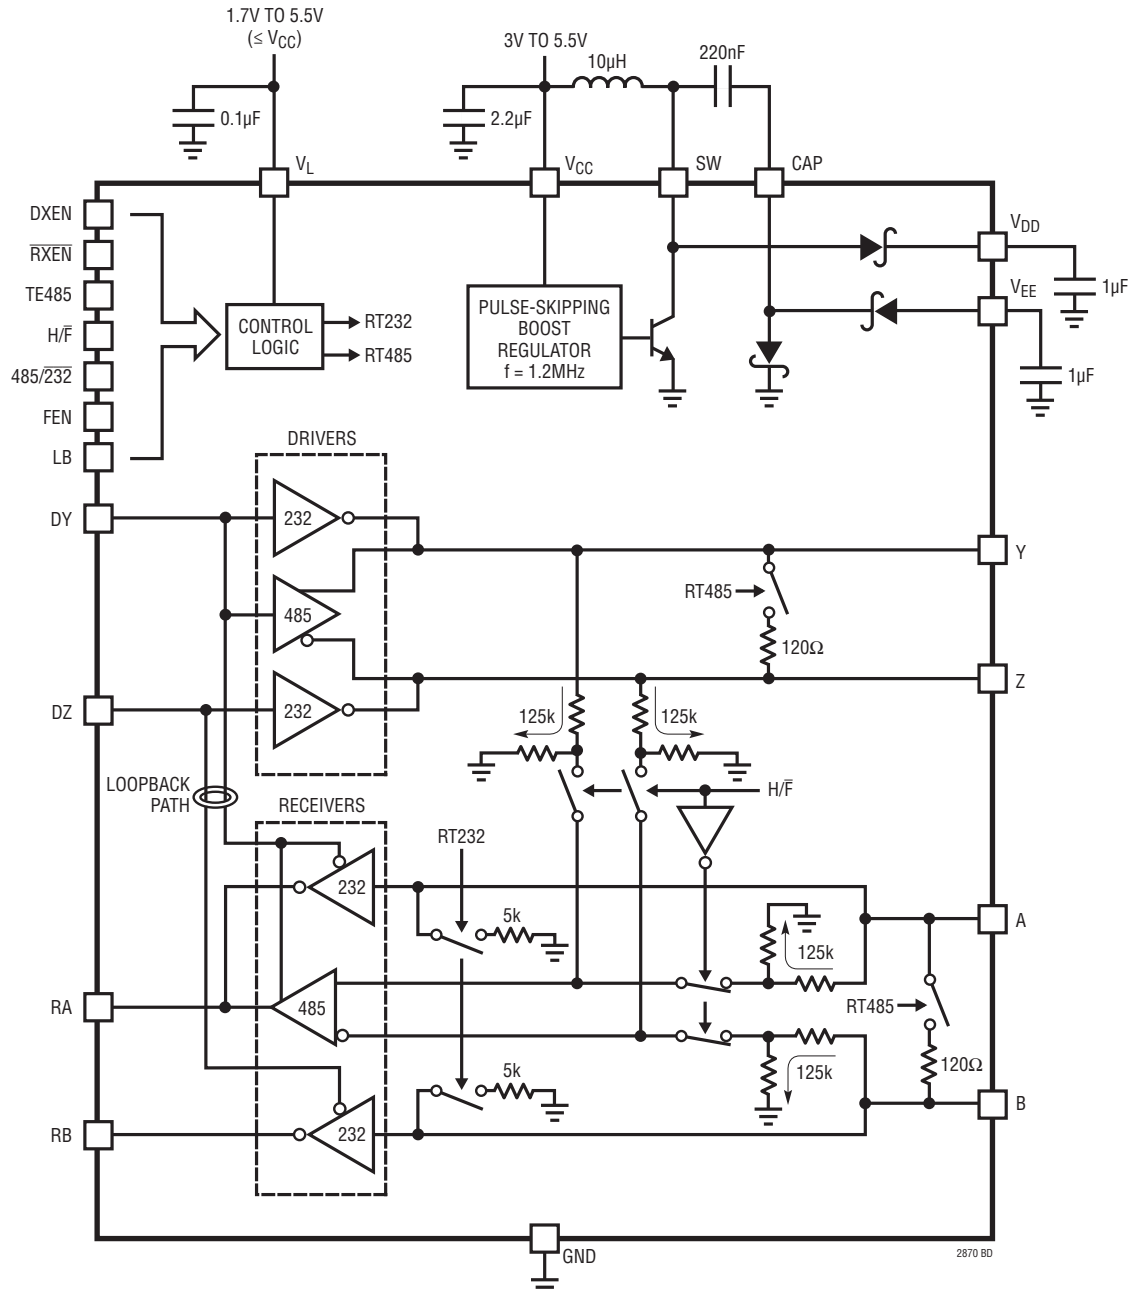 1.7V TO 5.5V
(≤ VCC)
3V TO 5.5V
10µH
220nF
0.1µF
2.2µF
VL
VCC
SW
CAP
DXEN
RXEN
TE485
H/F
485/232
FEN
LB
VDD
1µF
VEE
1µF
CONTROL
LOGIC
RT232
RT485
PULSE-SKIPPING
BOOST
REGULATOR
f = 1.2MHz
DRIVERS
DY
232
Y
485
RT485
120Ω
Z
DZ
232
125k
125k
LOOPBACK
PATH
RECEIVERS
H/F
RT232
232
5k
A
125k
RA
485
RT485
5k
125k
120Ω
B
RB
232
GND
2870 BD